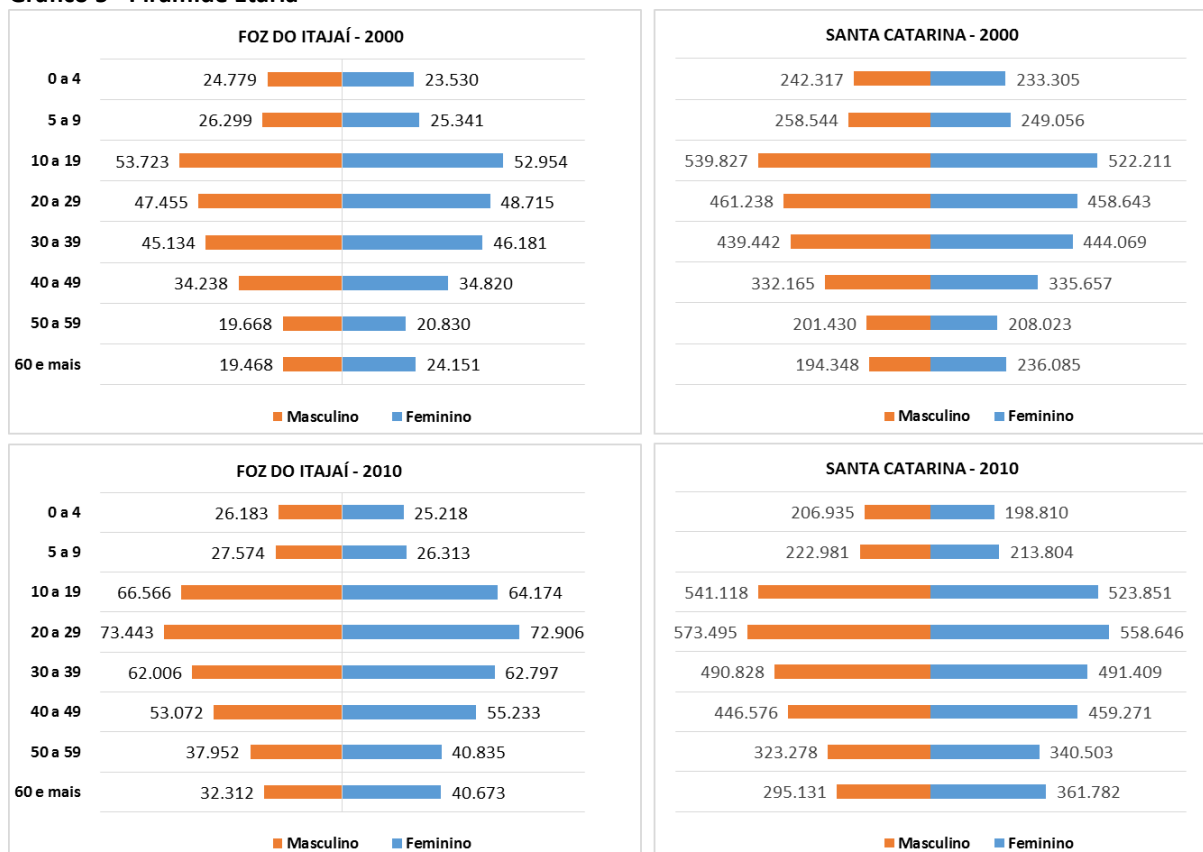 Gráfico 3 - Pirâmide Etária
FOZ DO ITAJAÍ - 2000
0 a 4 24.779 23.530
5 a 9 26.299 25.341
10 a 19 53.723 52.954
20 a 29 47.455 48.715
30 a 39 45.134 46.181
40 a 49 34.238 34.820
50 a 59 19.668 20.830
60 e mais 19.468 24.151
Masculino Feminino
SANTA CATARINA - 2000
242.317 233.305
258.544 249.056
539.827 522.211
461.238 458.643
439.442 444.069
332.165 335.657
201.430 208.023
194.348 236.085
Masculino Feminino
FOZ DO ITAJAÍ - 2010
0 a 4 26.183 25.218
5 a 9 27.574 26.313
10 a 19 66.566 64.174
20 a 29 73.443 72.906
30 a 39 62.006 62.797
40 a 49 53.072 55.233
50 a 59 37.952 40.835
60 e mais 32.312 40.673
Masculino Feminino
SANTA CATARINA - 2010
206.935 198.810
222.981 213.804
541.118 523.851
573.495 558.646
490.828 491.409
446.576 459.271
323.278 340.503
295.131 361.782
Masculino Feminino